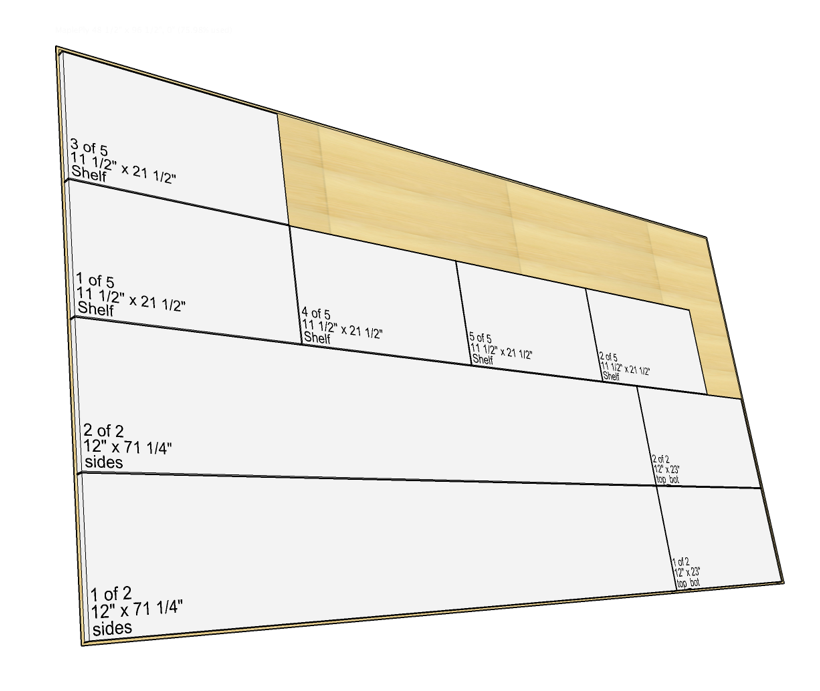 3 of 5
11 1/2" x 21 1/2"
Shelf
1 of 5
11 1/2" x 21 1/2"
Shelf
4 of 5
11 1/2" x 21 1/2"
Shelf
5 of 5
11 1/2" x 21 1/2"
Shelf
2 of 5
11 1/2" x 21 1/2"
Shelf
2 of 2
12" x 71 1/4"
sides
2 of 2
12" x 23"
top_bot
1 of 2
12" x 71 1/4"
sides
1 of 2
12" x 23"
top_bot